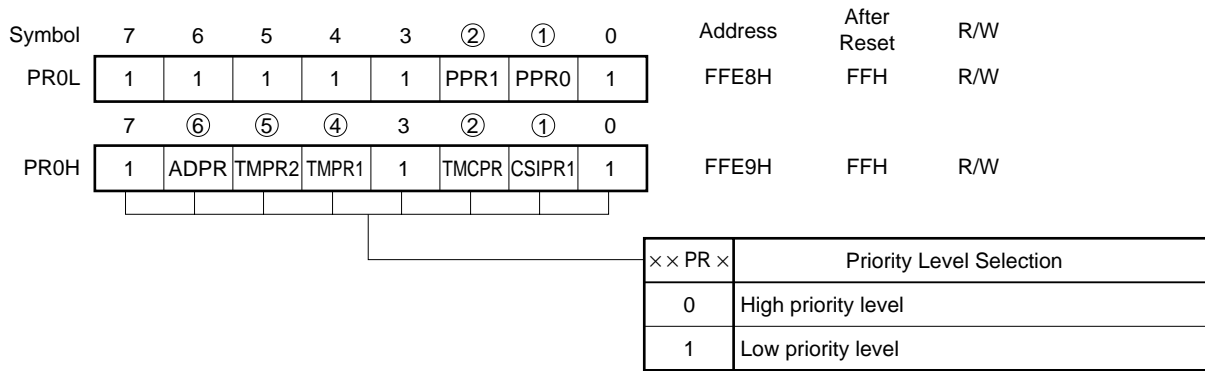 Symbol 7 6 5 4 3 ② ① 0 Address After Reset R/W
PR0L 1 1 1 1 1 PPR1 PPR0 1 FFE8H FFH R/W
7 ⑥ ⑤ ④ 3 ② ① 0
PR0H 1 ADPR TMPR2 TMPR1 1 TMCPR CSIPR1 1 FFE9H FFH R/W
××PR× Priority Level Selection
0 High priority level
1 Low priority level